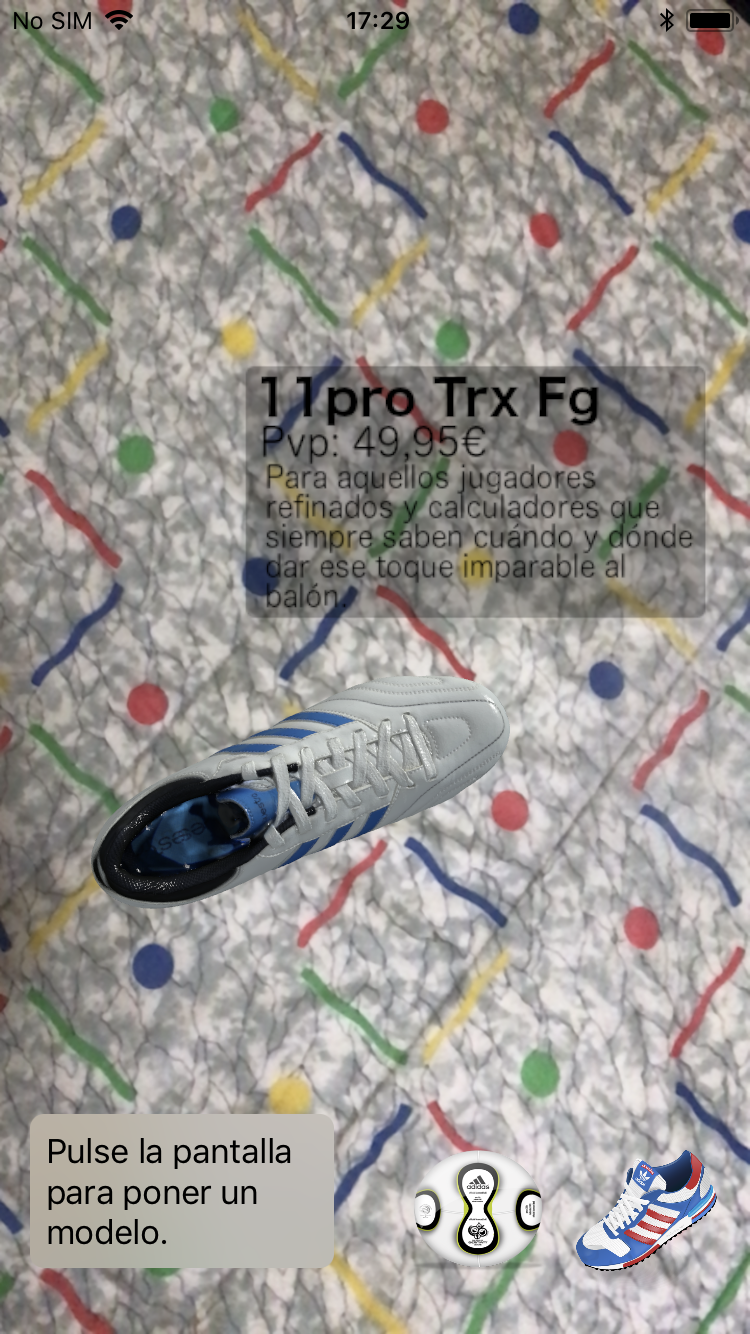 No SIM 17:29
11pro Trx Fg
Pvp: 49,95€
Para aquellos jugadores
refinados y calculadores que
siempre saben cuándo y dónde
dar ese toque imparable al
balón.
Pulse la pantalla
para poner un
modelo.
adidas